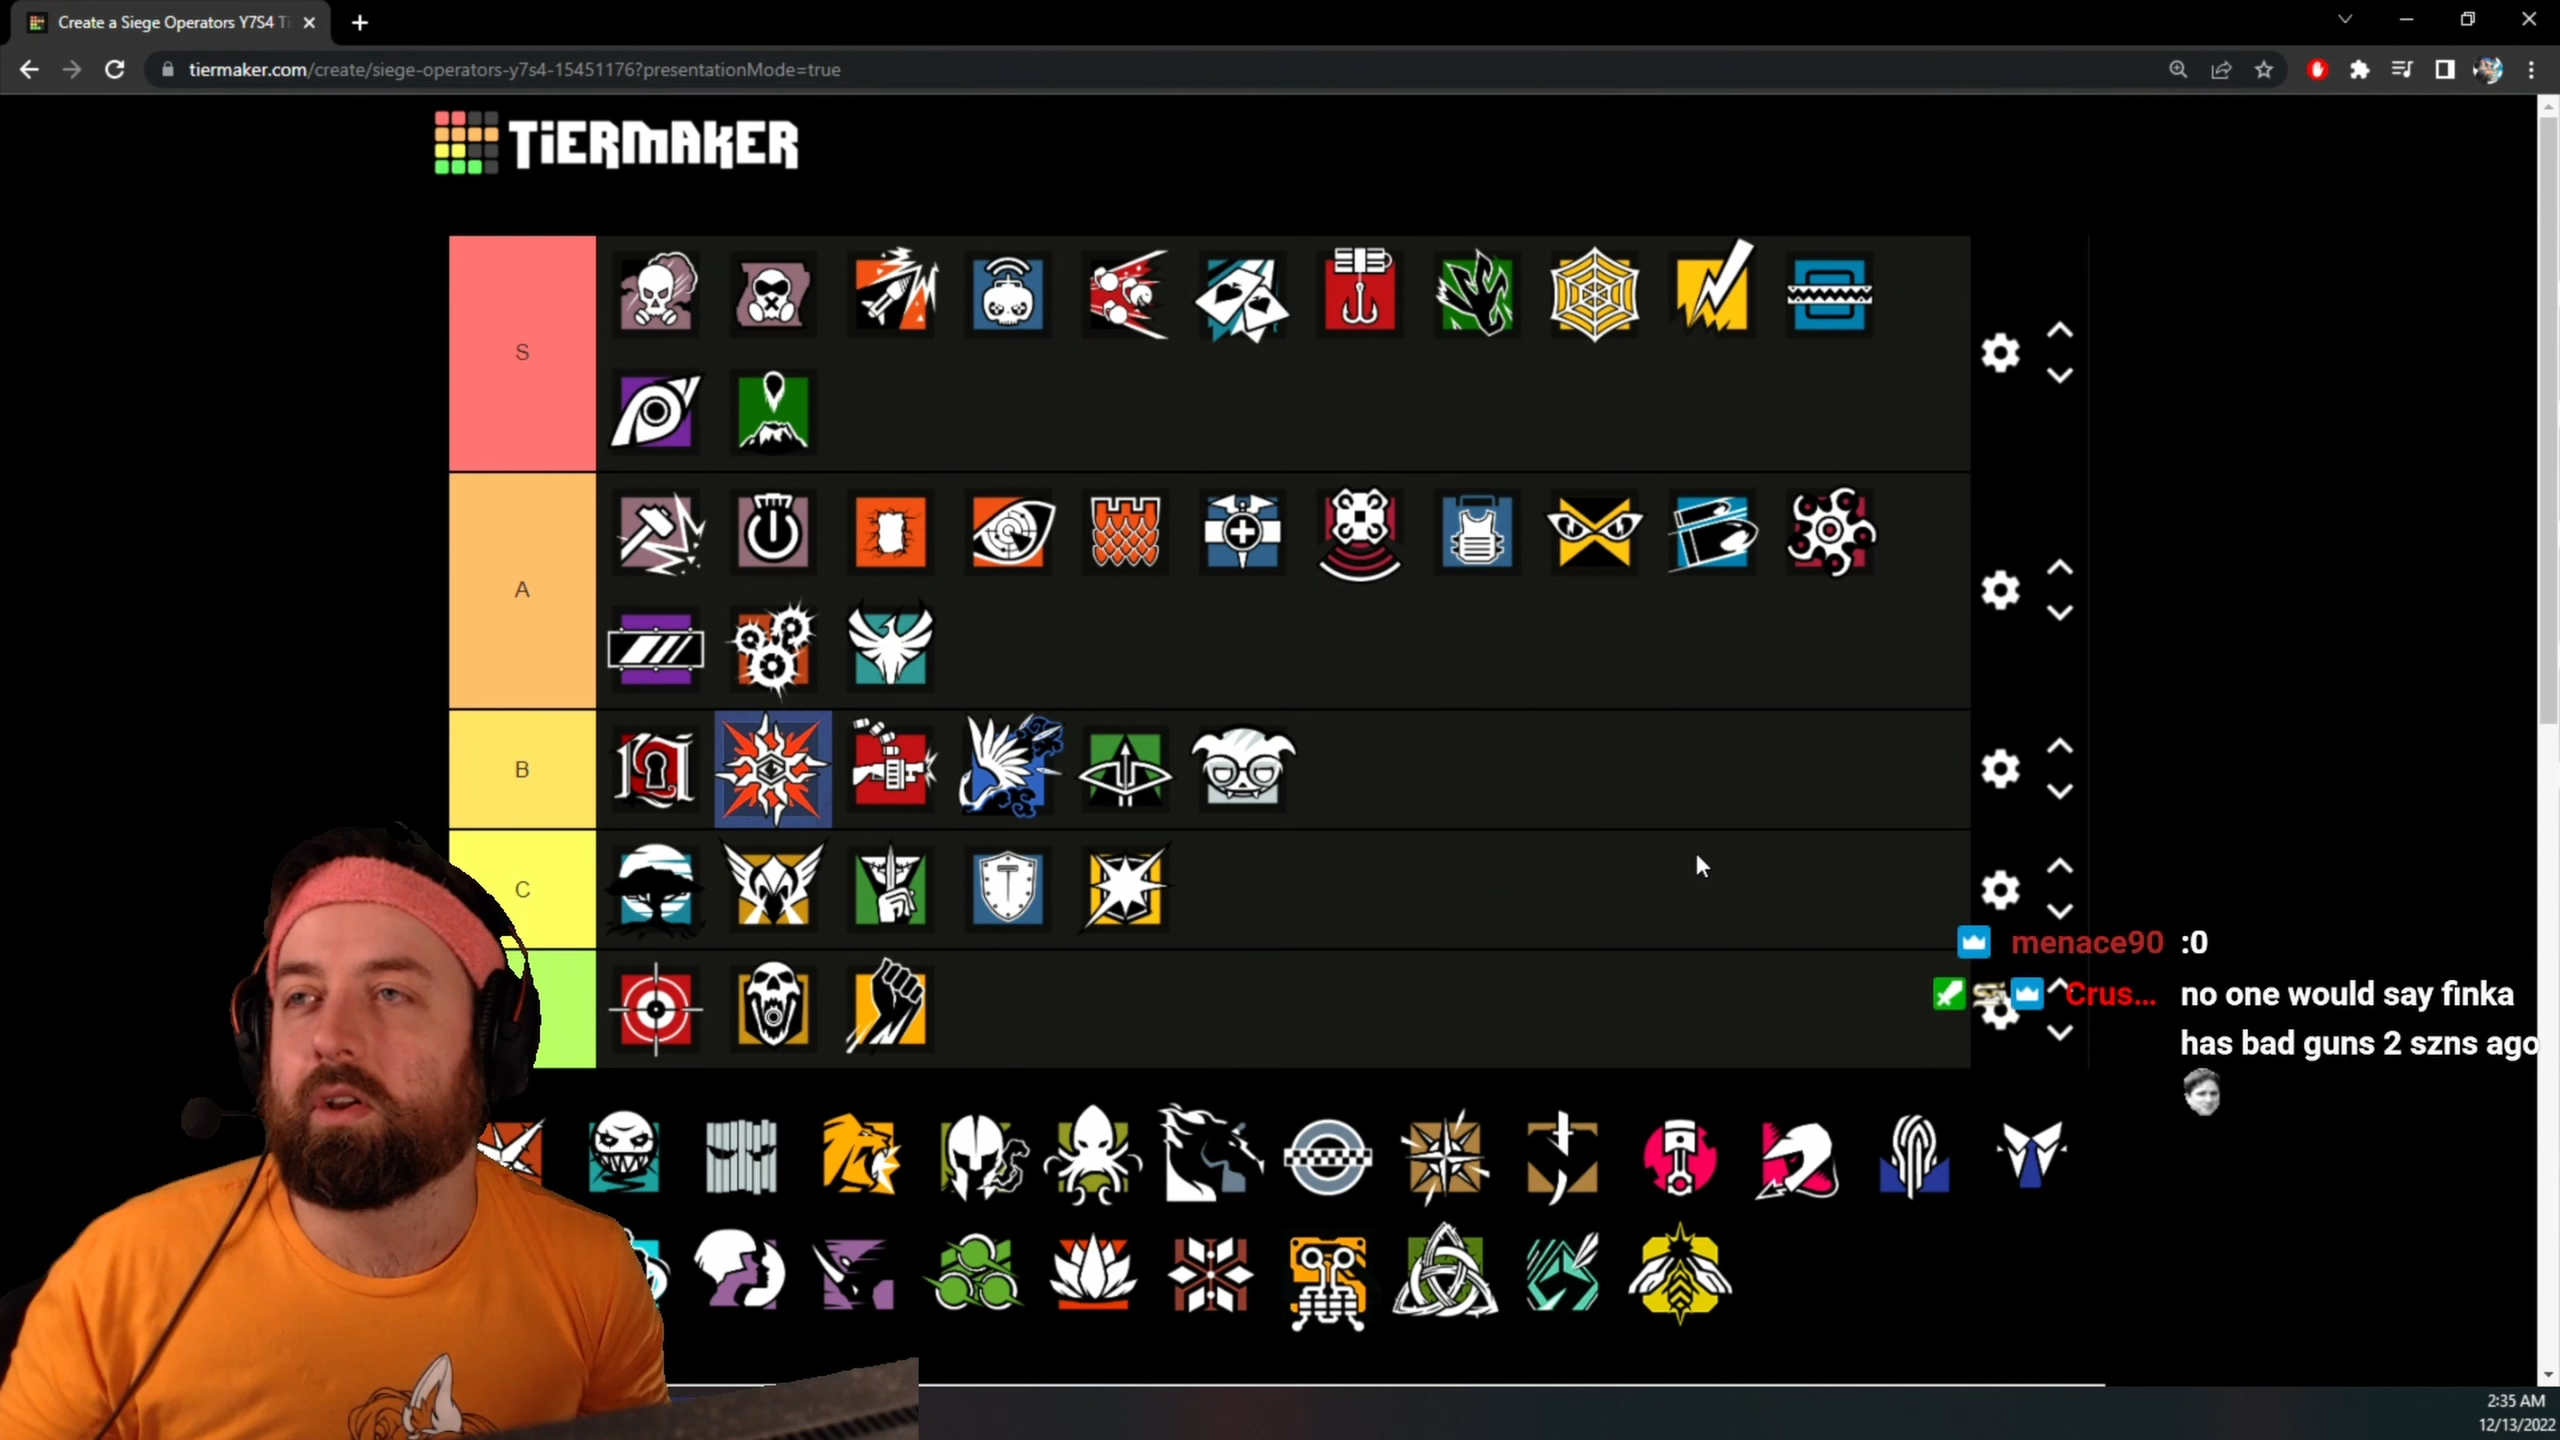 Create a Siege Operators Y7S4 Ti
tiermaker.com/create/siege-operators-y7s4-15451176?presentationMode=true
TiERMAKER
S
A
B
C
menace90 :0
Crus... no one would say finka
has bad guns 2 szns ago
2:35 AM
12/13/2022